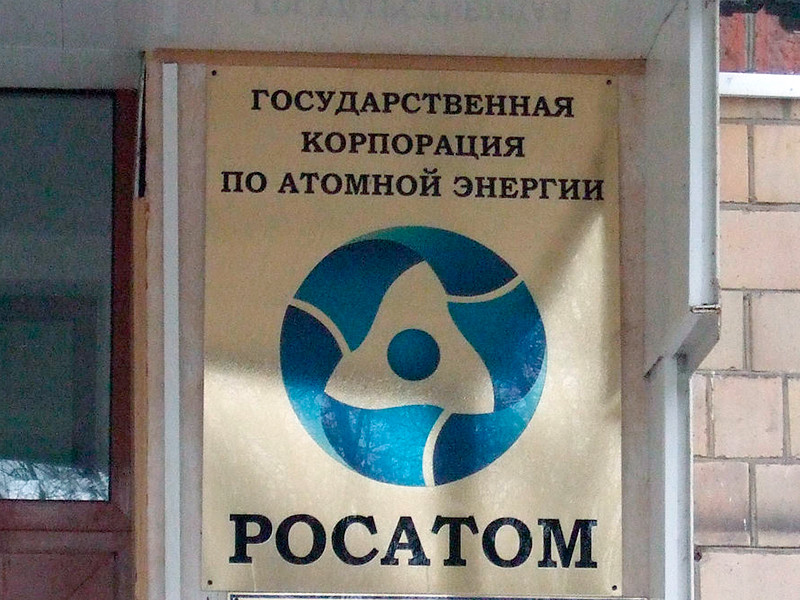 ГОСУДАРСТВЕННАЯ
КОРПОРАЦИЯ
ПО АТОМНОЙ ЭНЕРГИИ
РОСАТОМ